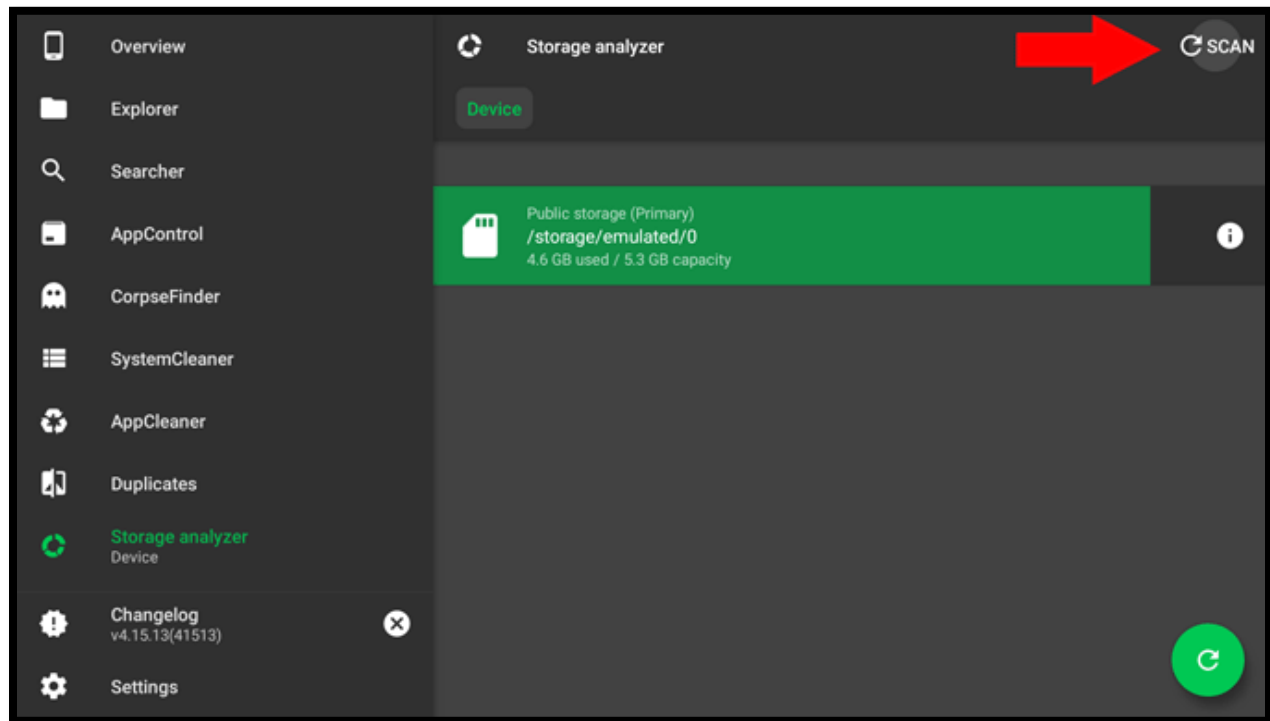 Overview
Explorer
Searcher
AppControl
CorpseFinder
SystemCleaner
AppCleaner
Duplicates
Storage analyzer
Device
Changelog
v4.15.13(41513)
Settings
Storage analyzer
SCAN
Device
Public storage (Primary)
/storage/emulated/0
4.6 GB used / 5.3 GB capacity